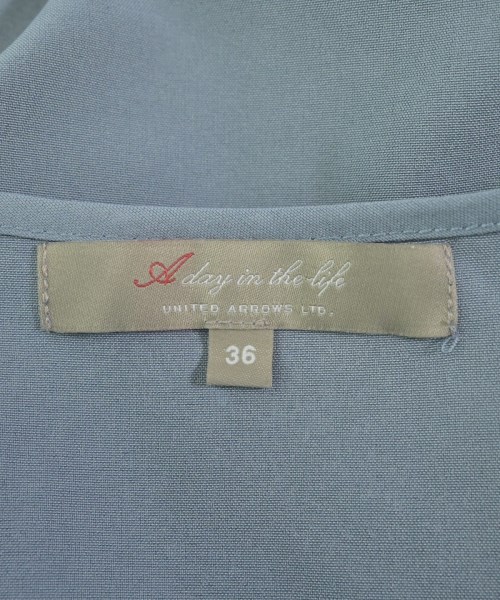 A day in the life
UNITED ARROWS LTD.
36